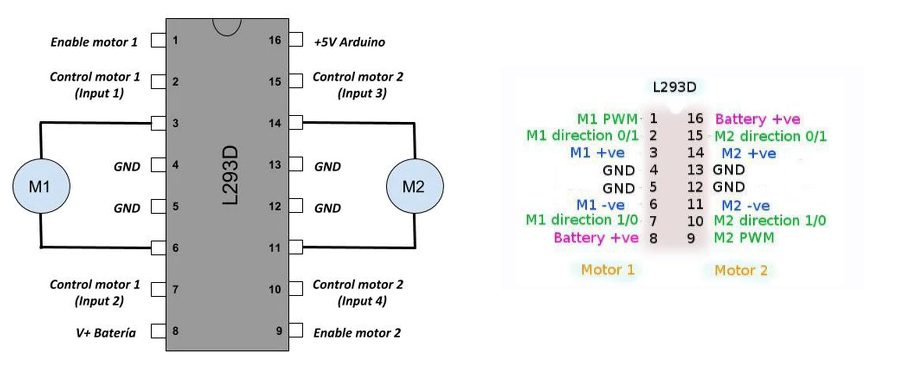 Enable motor 1
1
16
+5V Arduino
Control motor 1
(Input 1)
2
15
Control motor 2
(Input 3)
3
14
GND
4
13
GND
M1
L293D
M2
GND
5
12
GND
6
11
Control motor 1
(Input 2)
7
10
Control motor 2
(Input 4)
V+ Batería
8
9
Enable motor 2
L293D
M1 PWM 1 16 Battery +ve
M1 direction 0/1 2 15 M2 direction 0/1
M1 +ve 3 14 M2 +ve
GND 4 13 GND
GND 5 12 GND
M1 -ve 6 11 M2 -ve
M1 direction 1/0 7 10 M2 direction 1/0
Battery +ve 8 9 M2 PWM
Motor 1 Motor 2